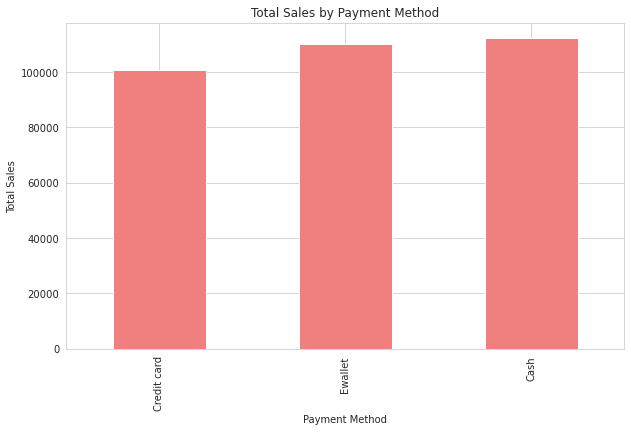 Total Sales by Payment Method
Total Sales
100000
80000
60000
40000
20000
0
Credit card
Ewallet
Cash
Payment Method